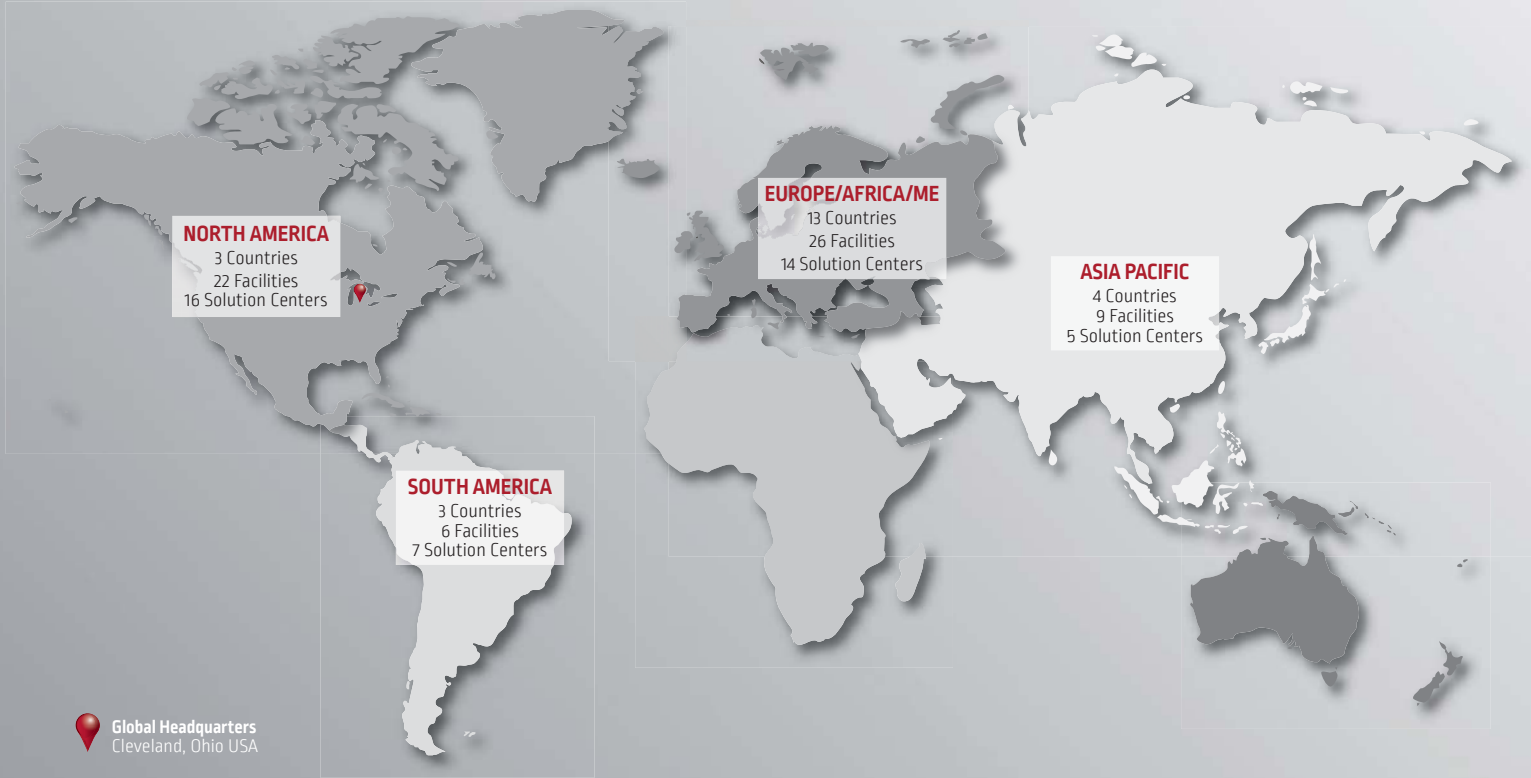 NORTH AMERICA
3 Countries
22 Facilities
16 Solution Centers
EUROPE/AFRICA/ME
13 Countries
26 Facilities
14 Solution Centers
ASIA PACIFIC
4 Countries
9 Facilities
5 Solution Centers
SOUTH AMERICA
3 Countries
6 Facilities
7 Solution Centers
Global Headquarters
Cleveland, Ohio USA